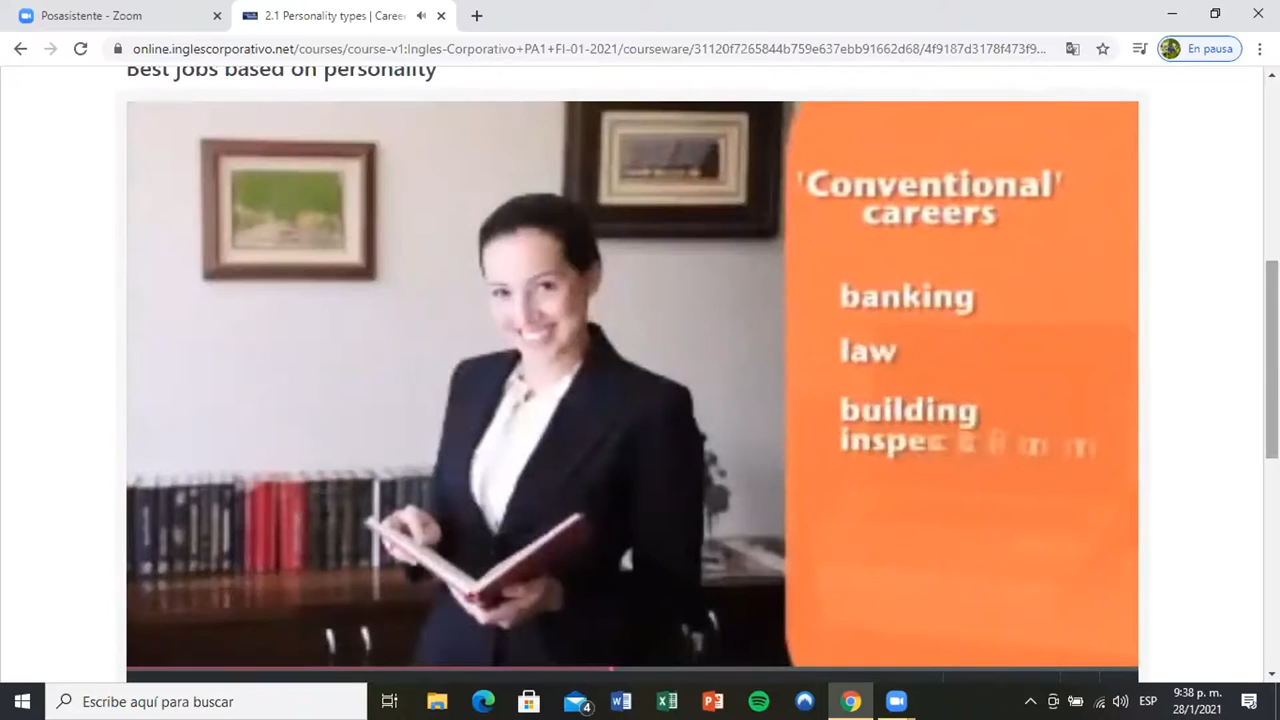 Posasistente - Zoom
2.1 Personality types | Caree
online.inglescorporativo.net/courses/course-v1:Ingles-Corporativo+PA1+FI-01-2021/courseware/31120f7265844b759e637ebb91662d68/4f9187d3178f473f9...
En pausa
Best jobs based on personality
'Conventional'
careers
banking
law
building
inspec
Escribe aquí para buscar
4
ESP
9:38 p. m.
28/1/2021